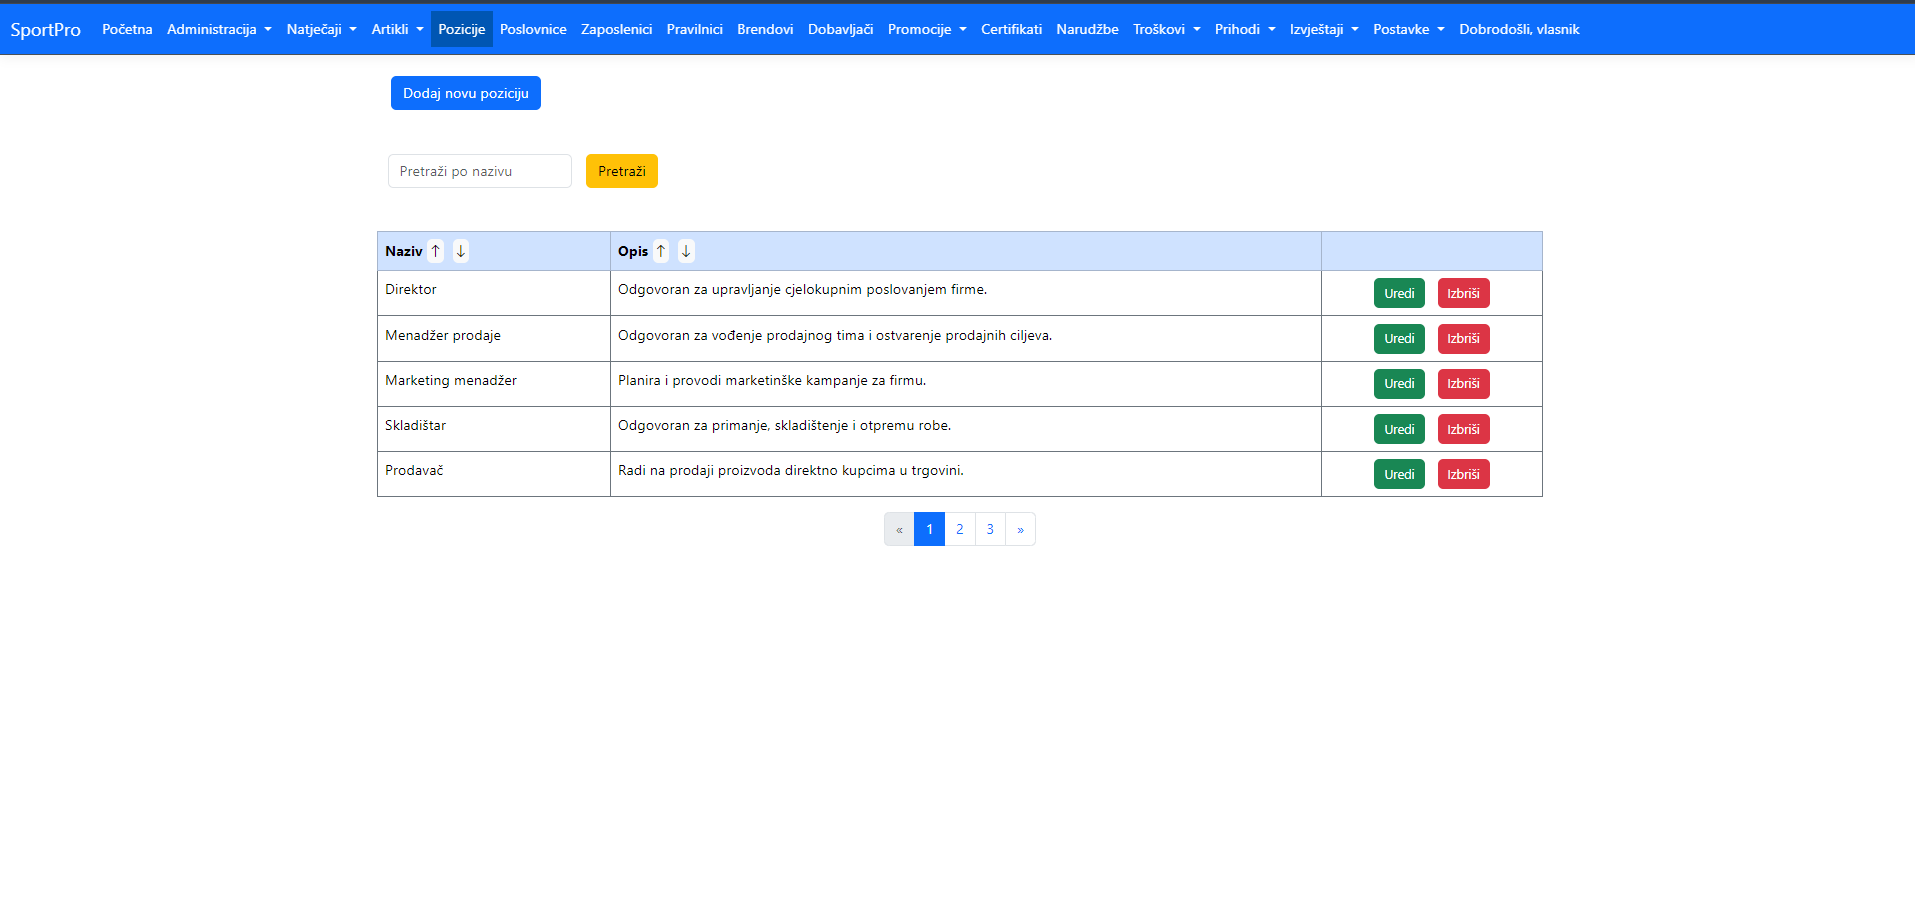 SportPro Početna Administracija Natječaji Artikli Pozicije Poslovnice Zaposlenici Pravilnici Brendovi Dobavljači Promocije Certifikati Narudžbe Troškovi Prihodi Izvještaji Postavke Dobrodošli, vlasnik
Dodaj novu poziciju
Pretraži po nazivu Pretraži
Naziv ↑ ↓ Opis ↑ ↓
Direktor Odgovoran za upravljanje cjelokupnim poslovanjem firme. Uredi Izbriši
Menadžer prodaje Odgovoran za vođenje prodajnog tima i ostvarenje prodajnih ciljeva. Uredi Izbriši
Marketing menadžer Planira i provodi marketinške kampanje za firmu. Uredi Izbriši
Skladištar Odgovoran za primanje, skladištenje i otpremu robe. Uredi Izbriši
Prodavač Radi na prodaji proizvoda direktno kupcima u trgovini. Uredi Izbriši
« 1 2 3 »